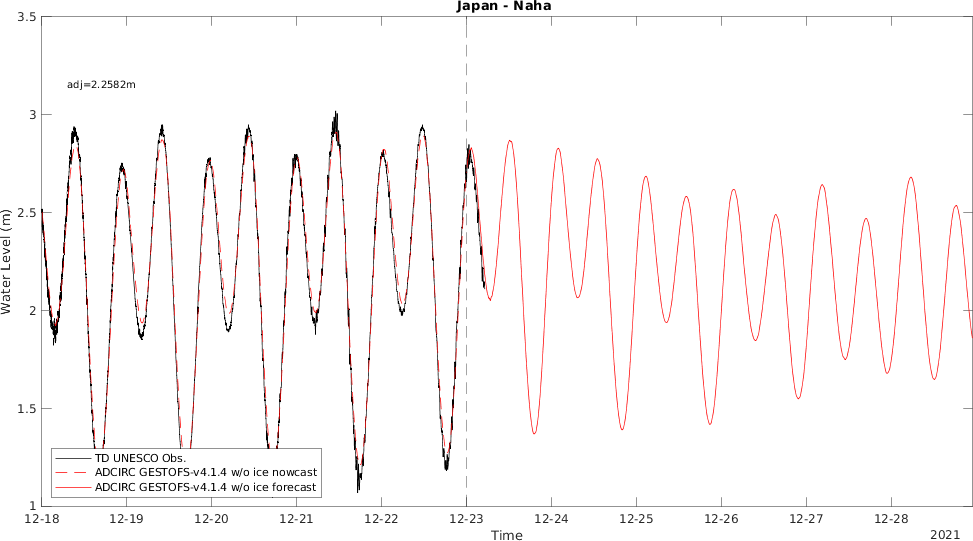 Japan - Naha
3.5
adj=2.2582m
3
2.5
Water Level (m)
2
1.5
TD UNESCO Obs.
ADCIRC GESTOFS-v4.1.4 w/o ice nowcast
ADCIRC GESTOFS-v4.1.4 w/o ice forecast
1
12-18 12-19 12-20 12-21 12-22 12-23 12-24 12-25 12-26 12-27 12-28
Time
2021